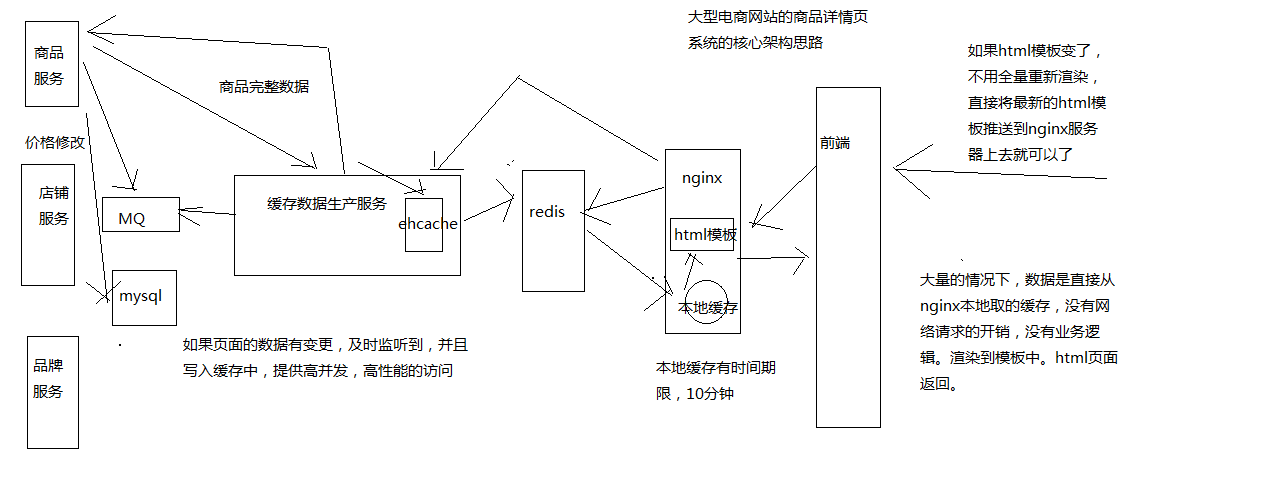 大型电商网站的商品详情页
系统的核心架构思路
商品
服务
商品完整数据
如果html模板变了，
不用全量重新渲染，
直接将最新的html模
板推送到nginx服务
器上去就可以了
价格修改
前端
店铺
服务
MQ
缓存数据生产服务
ehcache
redis
nginx
html模板
mysql
本地缓存
大量的情况下，数据是直接从
nginx本地取的缓存，没有网
络请求的开销，没有业务逻
辑。渲染到模板中。html页面
返回。
如果页面的数据有变更，及时监听到，并且
写入缓存中，提供高并发，高性能的访问
品牌
服务
本地缓存有时间期
限，10分钟